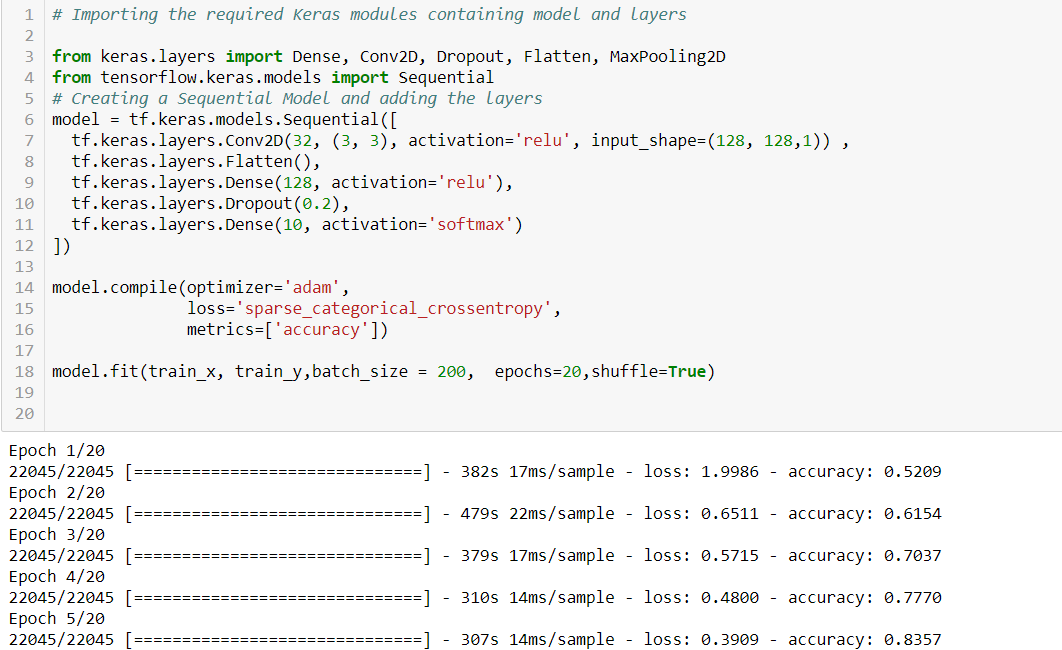 1 # Importing the required Keras modules containing model and layers
2
3 from keras.layers import Dense, Conv2D, Dropout, Flatten, MaxPooling2D
4 from tensorflow.keras.models import Sequential
5 # Creating a Sequential Model and adding the layers
6 model = tf.keras.models.Sequential([
7   tf.keras.layers.Conv2D(32, (3, 3), activation='relu', input_shape=(128, 128,1)) ,
8   tf.keras.layers.Flatten(),
9   tf.keras.layers.Dense(128, activation='relu'),
10   tf.keras.layers.Dropout(0.2),
11   tf.keras.layers.Dense(10, activation='softmax')
12 ])
13
14 model.compile(optimizer='adam',
15               loss='sparse_categorical_crossentropy',
16               metrics=['accuracy'])
17
18 model.fit(train_x, train_y,batch_size = 200,  epochs=20,shuffle=True)
19
20
Epoch 1/20
22045/22045 [==============================] - 382s 17ms/sample - loss: 1.9986 - accuracy: 0.5209
Epoch 2/20
22045/22045 [==============================] - 479s 22ms/sample - loss: 0.6511 - accuracy: 0.6154
Epoch 3/20
22045/22045 [==============================] - 379s 17ms/sample - loss: 0.5715 - accuracy: 0.7037
Epoch 4/20
22045/22045 [==============================] - 310s 14ms/sample - loss: 0.4800 - accuracy: 0.7770
Epoch 5/20
22045/22045 [==============================] - 307s 14ms/sample - loss: 0.3909 - accuracy: 0.8357